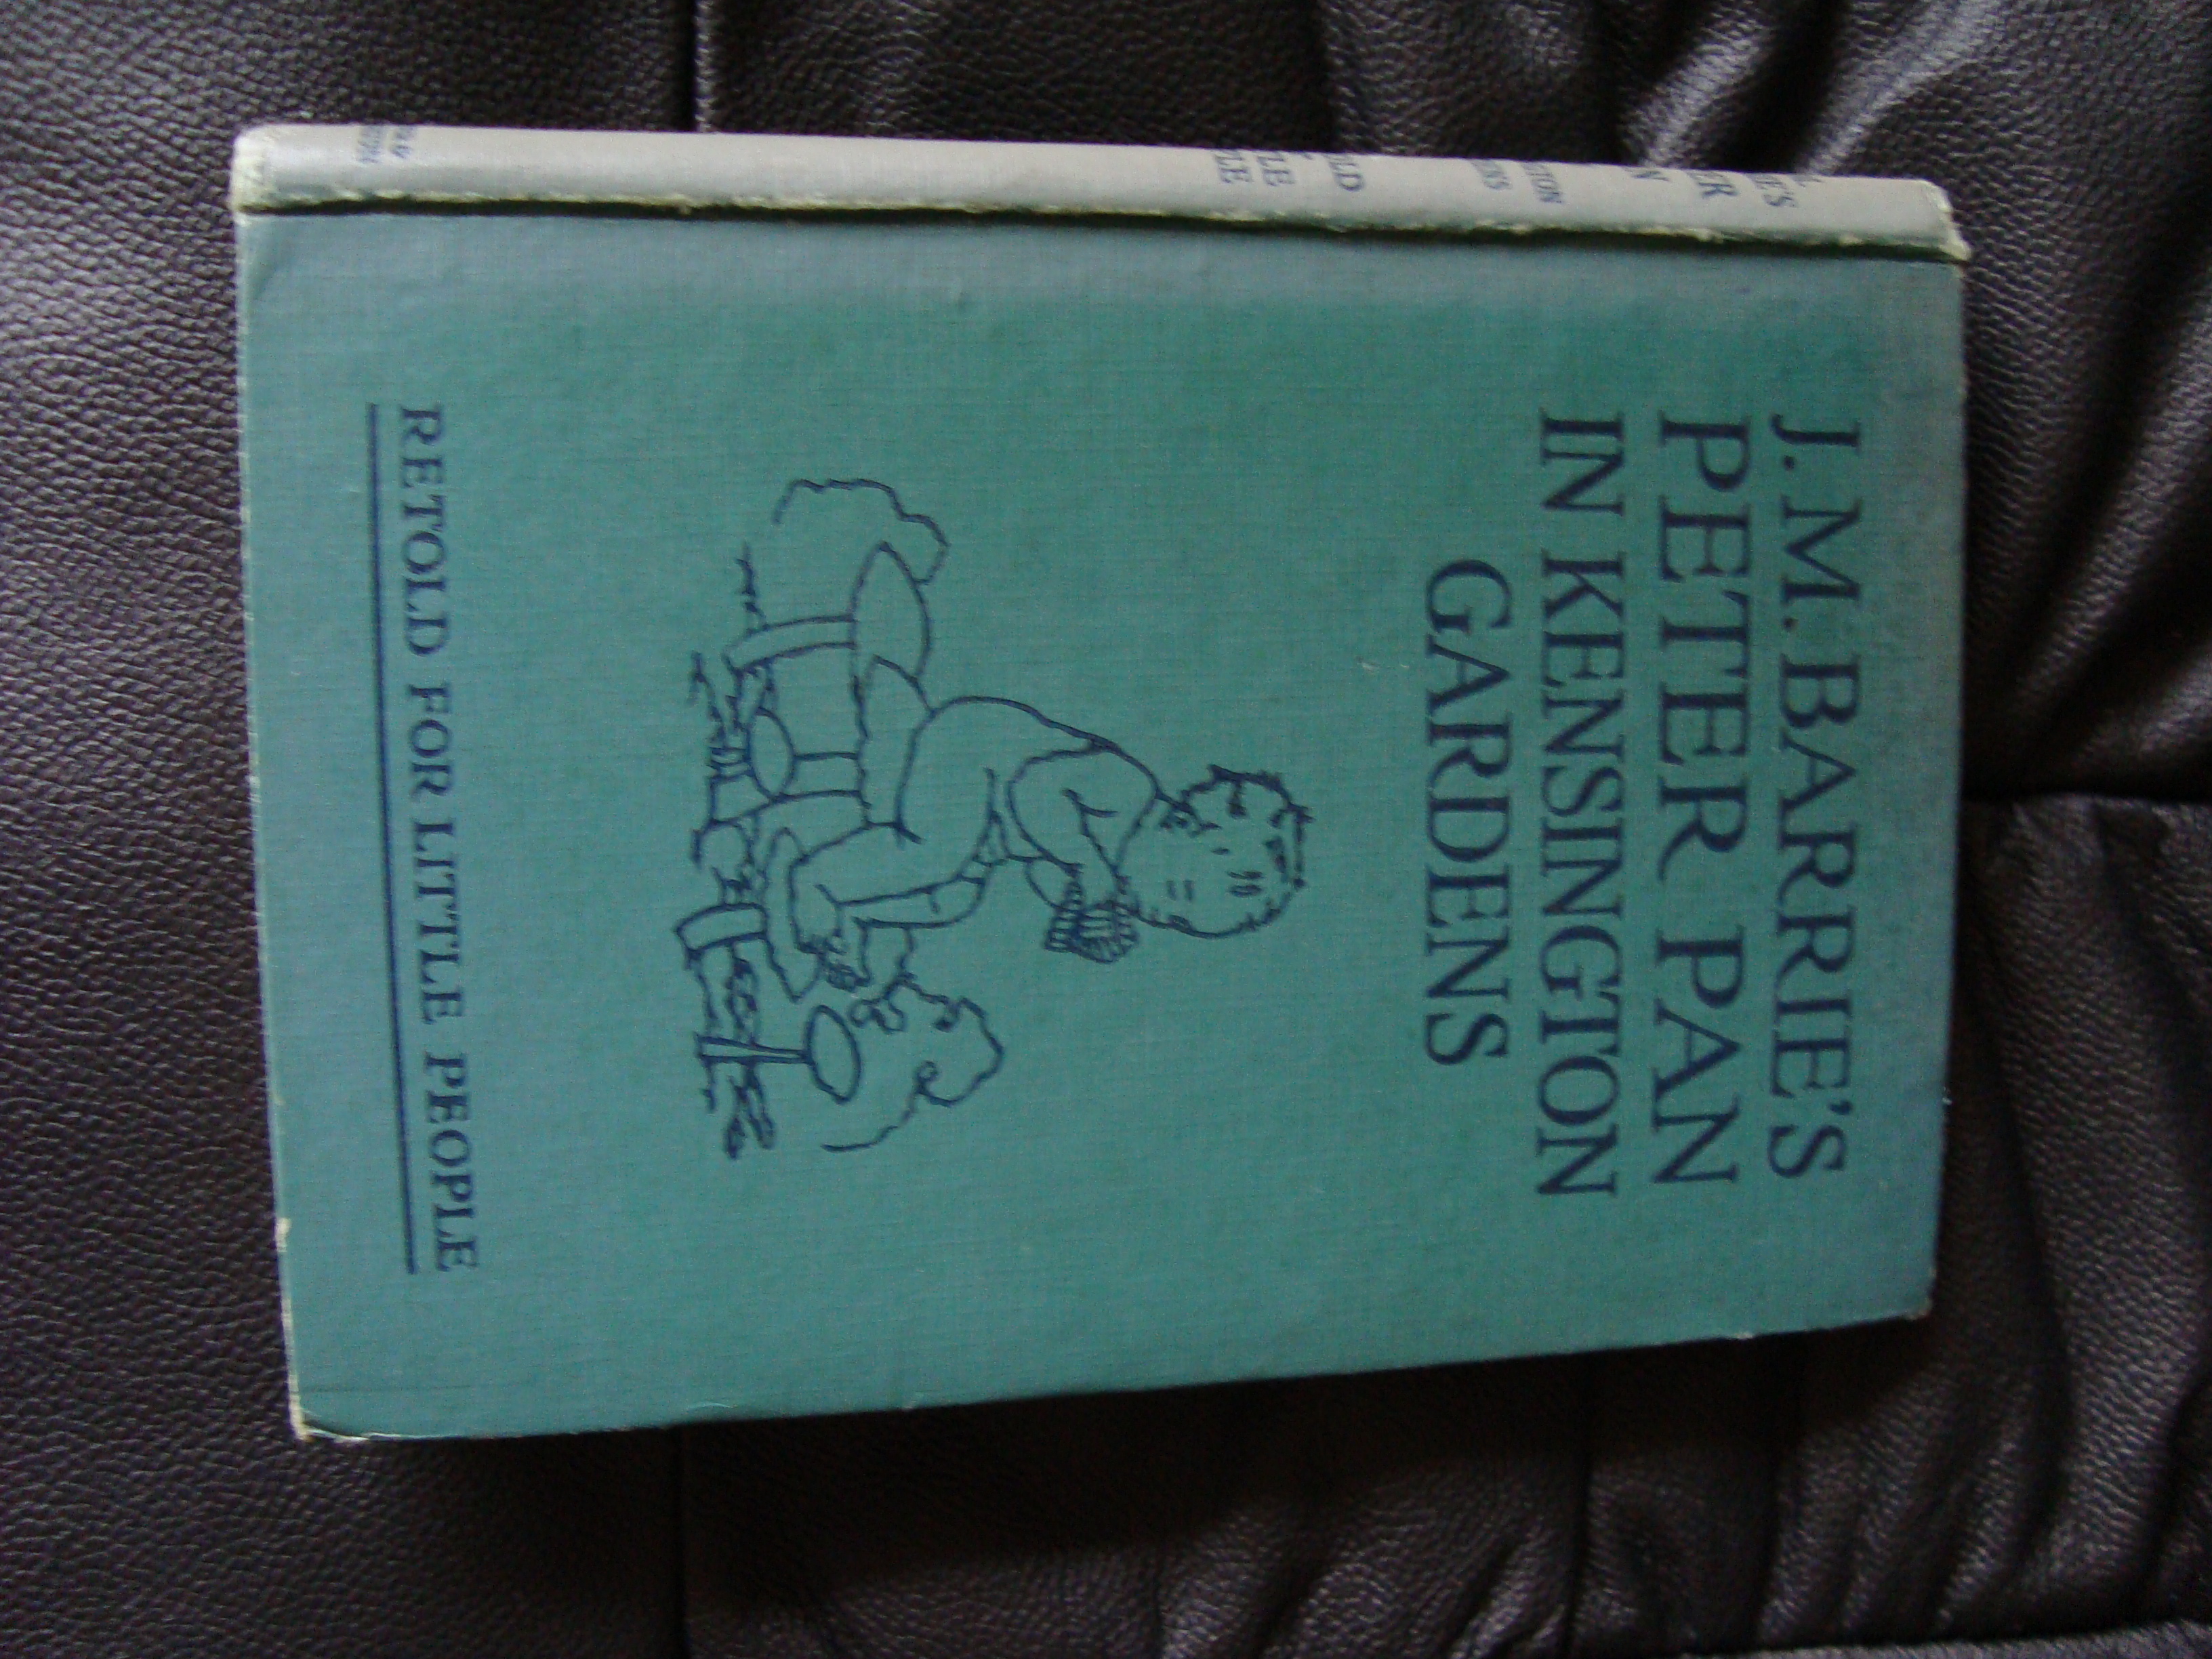 J. M. BARRIE'S
PETER PAN
IN KENSINGTON
GARDENS
RETOLD FOR LITTLE PEOPLE